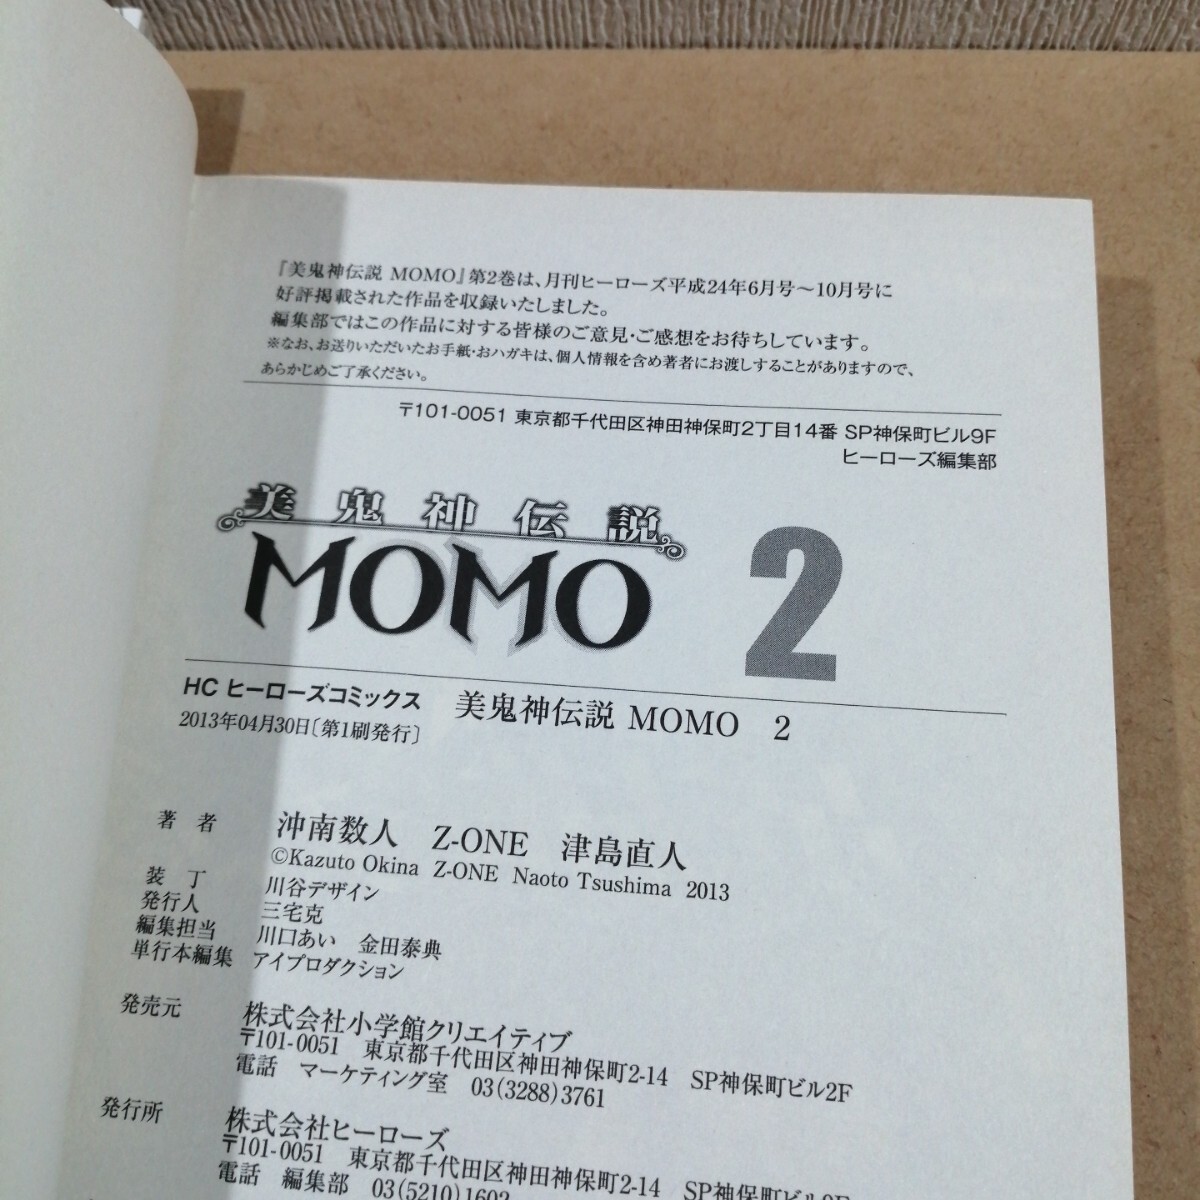 『美鬼神伝説 MOMO』第2巻は、月刊ヒーローズ平成24年6月号～10月号に
好評掲載された作品を収録いたしました。
編集部ではこの作品に対する皆様のご意見・ご感想をお待ちしています。
※なお、お送りいただいたお手紙・おハガキは、個人情報を含め著者にお渡しすることがありますので、
あらかじめご了承ください。
〒101-0051 東京都千代田区神田神保町2丁目14番 SP神保町ビル9F
ヒーローズ編集部
美鬼神伝説
MOMO 2
HC ヒーローズコミックス 美鬼神伝説 MOMO 2
2013年04月30日〔第1刷発行〕
著者 沖南数人 Z-ONE 津島直人
©Kazuto Okina Z-ONE Naoto Tsushima 2013
装丁 川谷デザイン
発行人 三宅克
編集担当 川口あい 金田泰典
単行本編集 アイプロダクション
発売元 株式会社小学館クリエイティブ
〒101-0051 東京都千代田区神田神保町2-14 SP神保町ビル2F
電話 マーケティング室 03(3288)3761
発行所 株式会社ヒーローズ
〒101-0051 東京都千代田区神田神保町2-14 SP神保町ビル9F
電話 編集部 03(5210)1602